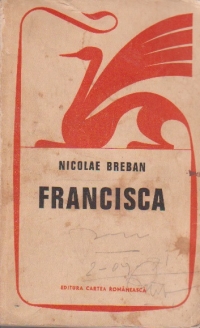 NICOLAE BREBAN
FRANCISCA
EDITURA CARTEA ROMÂNEASCĂ